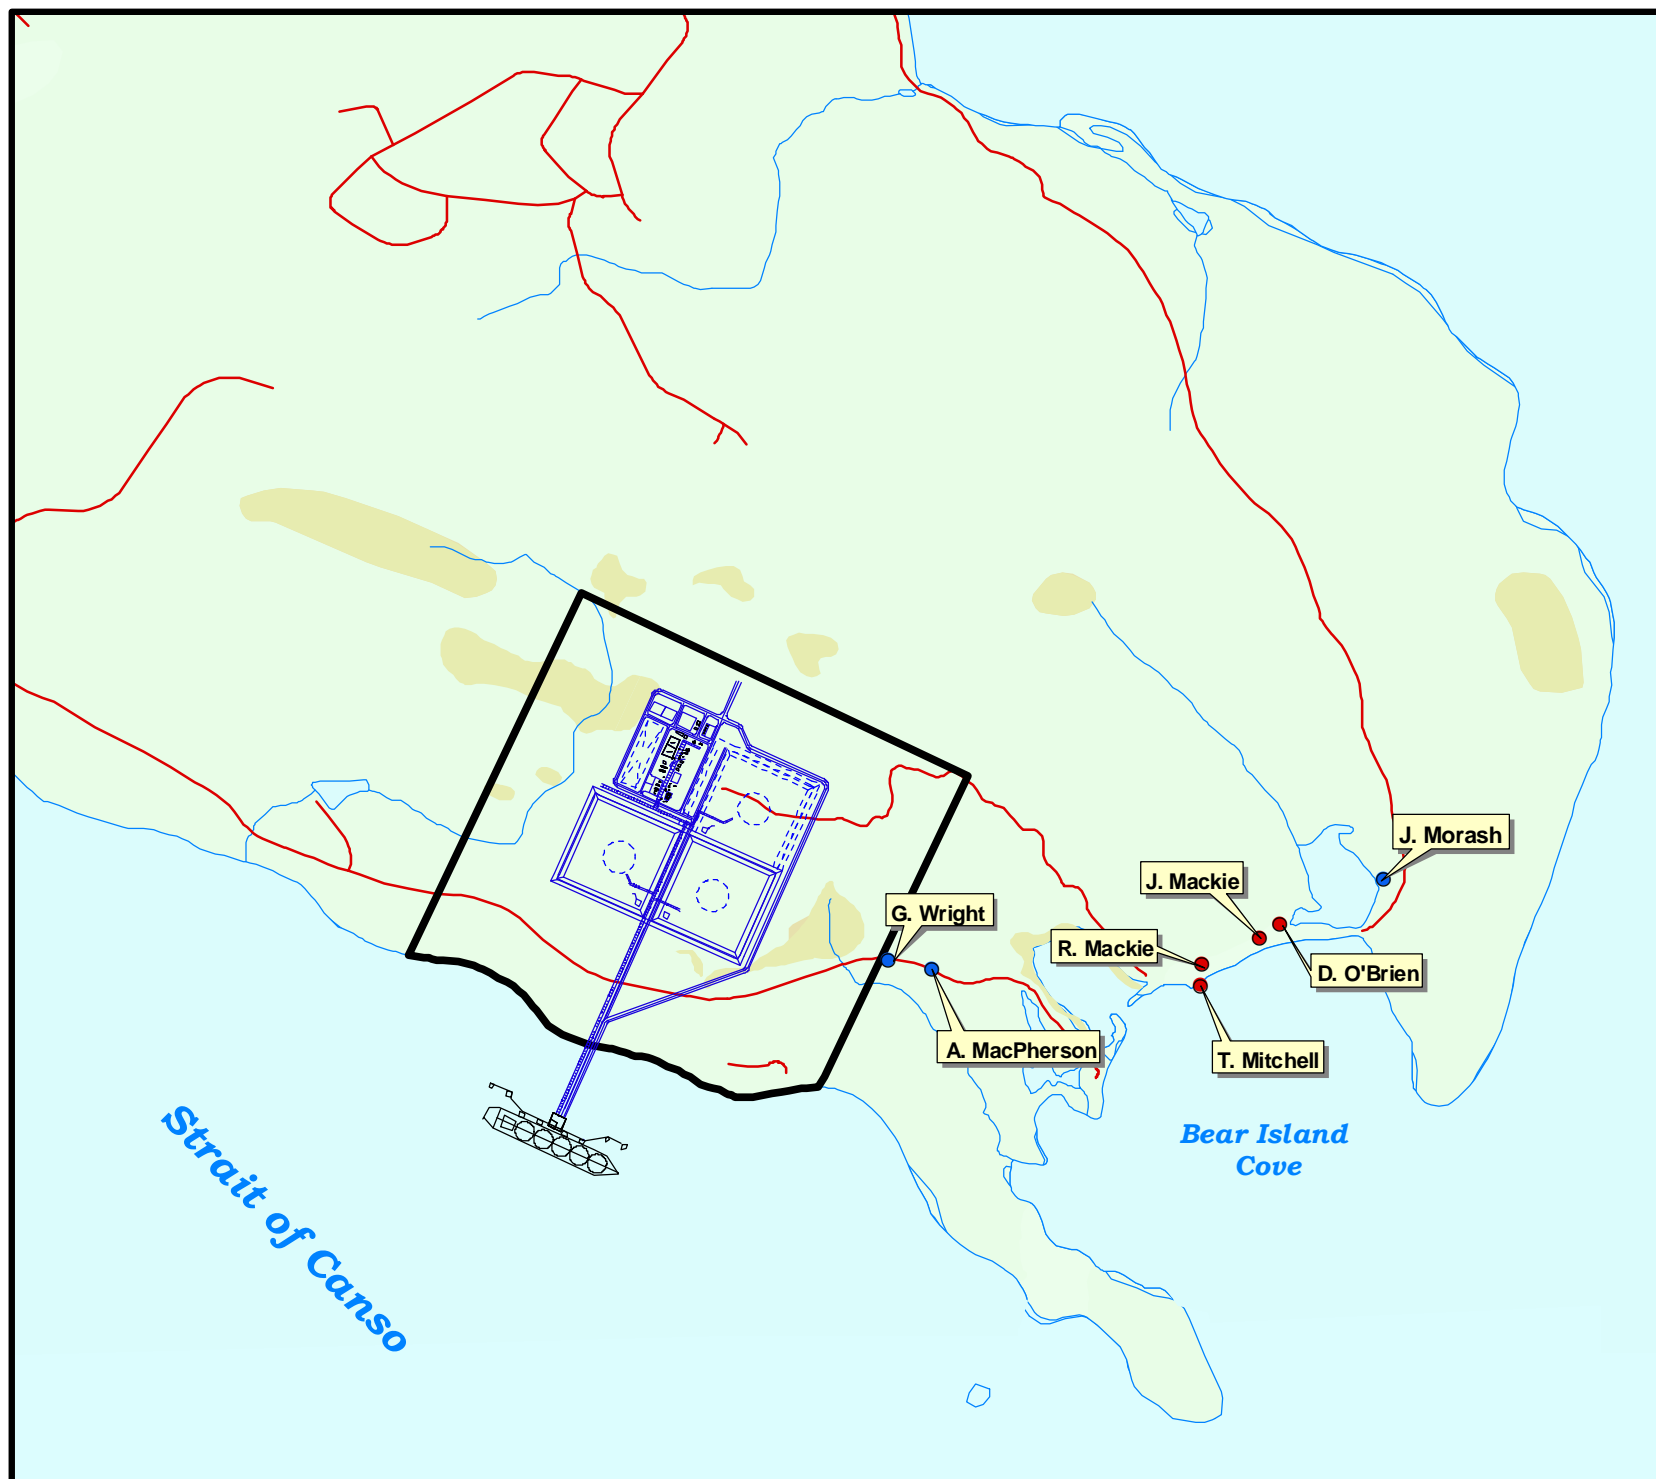 J. Morash
J. Mackie
G. Wright
R. Mackie
D. O'Brien
A. MacPherson
T. Mitchell
Bear Island
Cove
Strait of Canso